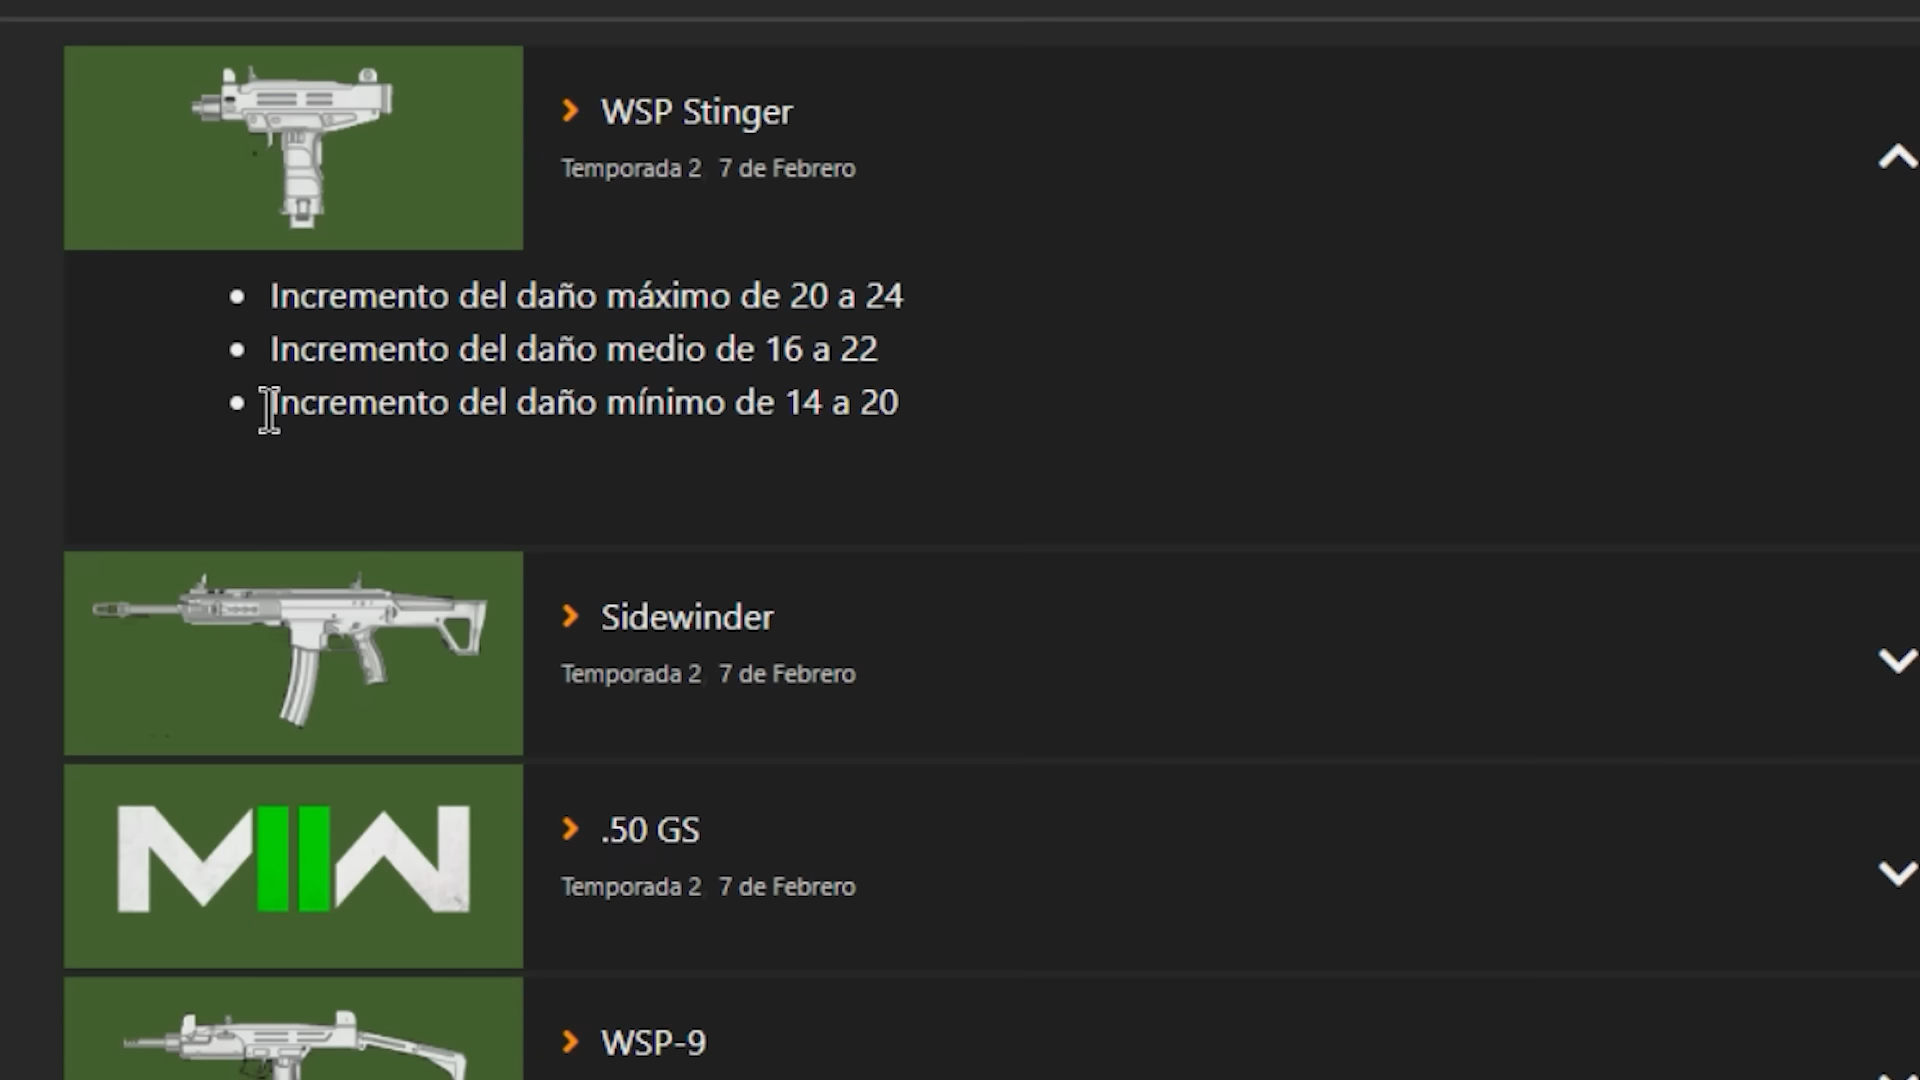 WSP Stinger
Temporada 2 7 de Febrero
Incremento del daño máximo de 20 a 24
Incremento del daño medio de 16 a 22
Incremento del daño mínimo de 14 a 20
Sidewinder
Temporada 2 7 de Febrero
MIIW
.50 GS
Temporada 2 7 de Febrero
WSP-9